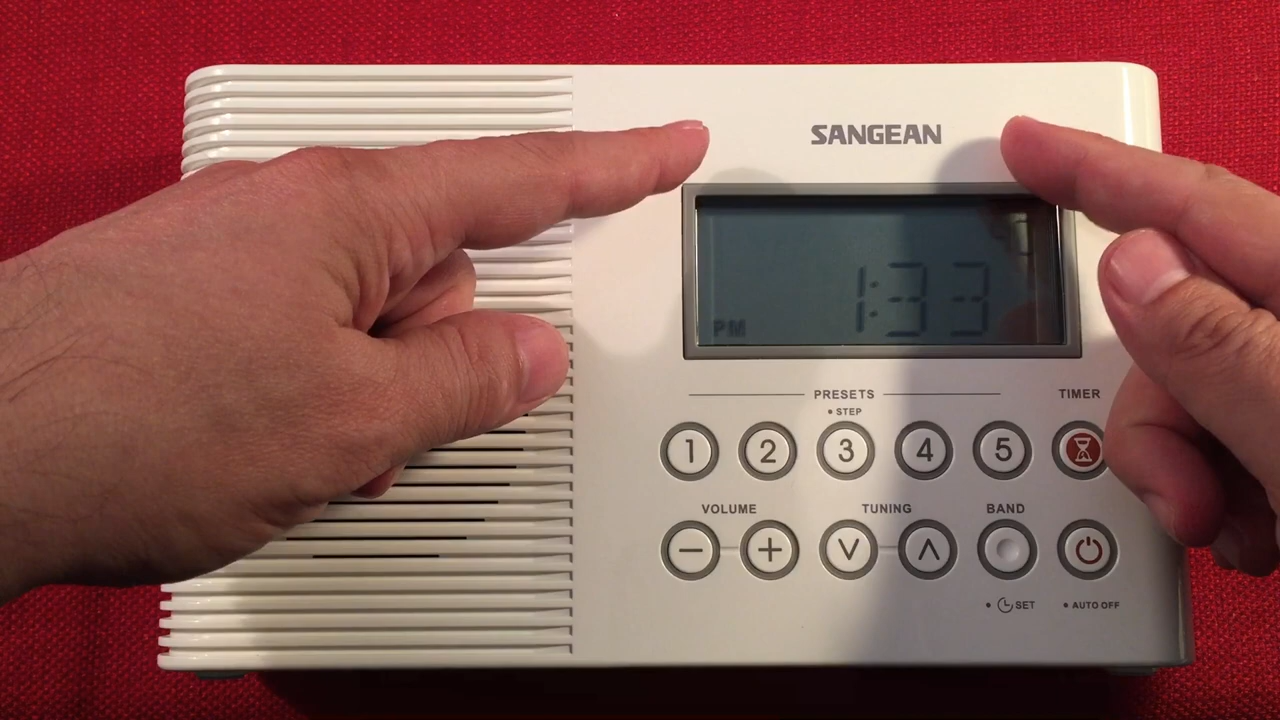 SANGEAN
1:33
PM
PRESETS
TIMER
• STEP
1 2 3 4 5
VOLUME TUNING BAND
− +
• SET • AUTO OFF